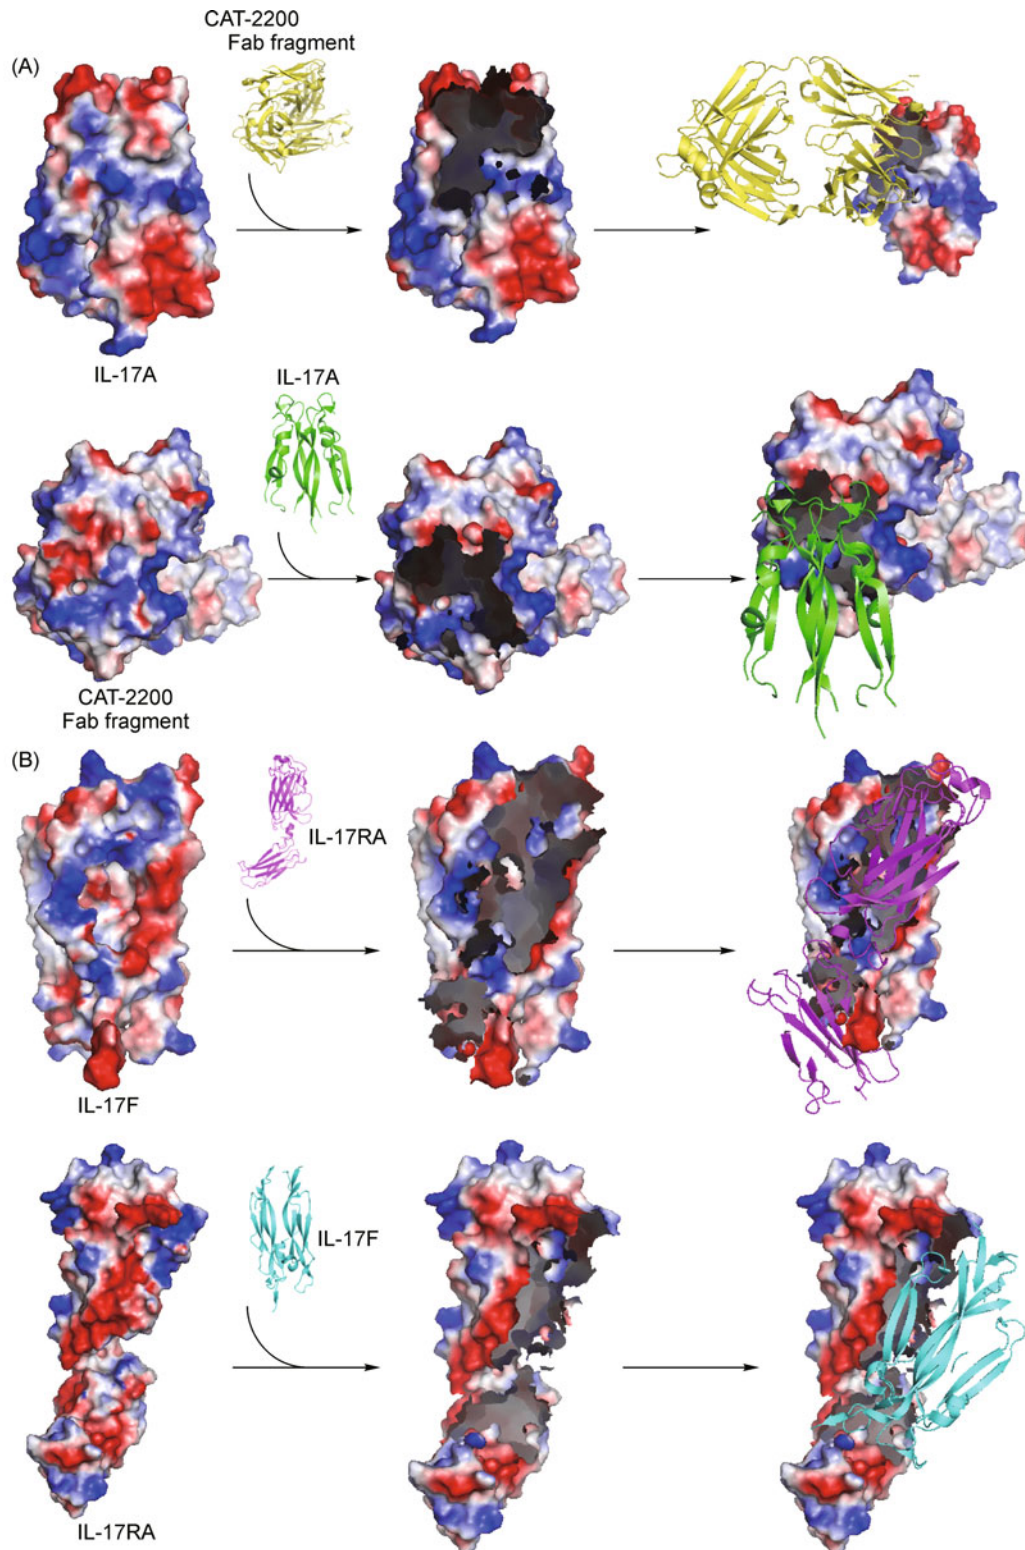 CAT-2200
Fab fragment
(A)
IL-17A
IL-17A
CAT-2200
Fab fragment
(B)
IL-17RA
IL-17F
IL-17F
IL-17RA